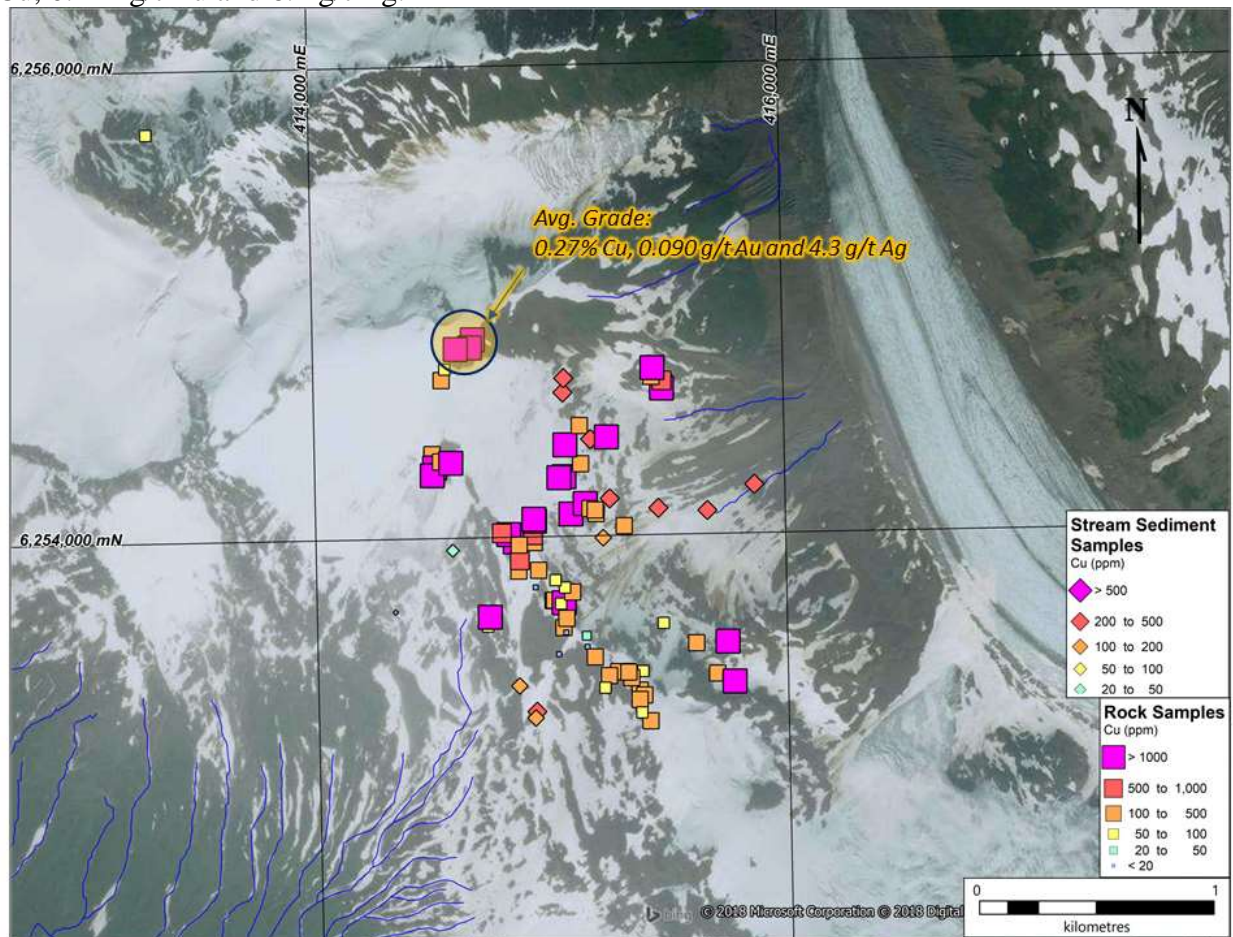 6,256,000 mN
414,000 mE
416,000 mE
N
Avg. Grade:
0.27% Cu, 0.090 g/t Au and 4.3 g/t Ag
6,254,000 mN
Stream Sediment
Samples
Cu (ppm)
> 500
200 to 500
100 to 200
50 to 100
20 to 50
Rock Samples
Cu (ppm)
> 1000
500 to 1,000
100 to 500
50 to 100
20 to 50
< 20
0 1
kilometres
bing © 2018 Microsoft Corporation © 2018 Digital